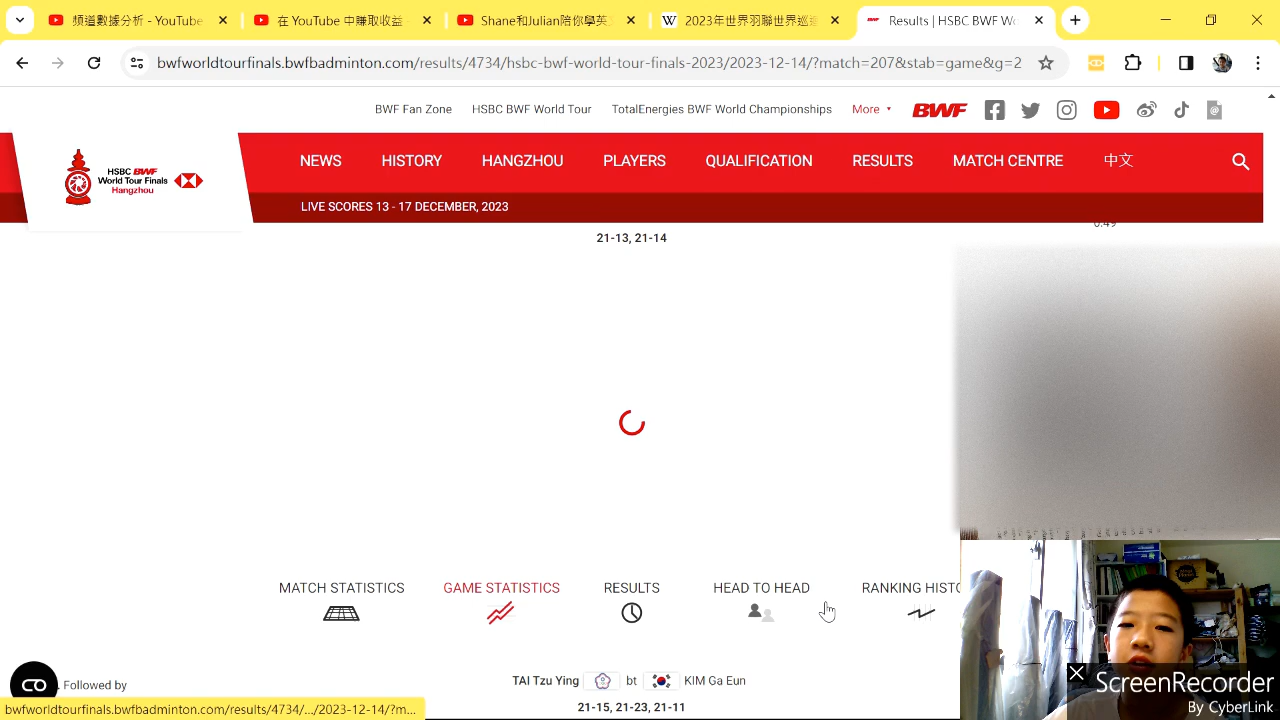 頻道數據分析 - YouTube
在 YouTube 中賺取收益 -
Shane和Julian陪你學英
2023年世界羽聯世界巡
Results | HSBC BWF Wo
bwfworldtourfinals.bwfbadminton.com/results/4734/hsbc-bwf-world-tour-finals-2023/2023-12-14/?match=207&stab=game&g=2
BWF Fan Zone
HSBC BWF World Tour
TotalEnergies BWF World Championships
More
BWF
HSBC BWF
World Tour Finals
Hangzhou
NEWS
HISTORY
HANGZHOU
PLAYERS
QUALIFICATION
RESULTS
MATCH CENTRE
中文
LIVE SCORES 13 - 17 DECEMBER, 2023
0:49
21-13, 21-14
MATCH STATISTICS
GAME STATISTICS
RESULTS
HEAD TO HEAD
RANKING HISTO
Followed by
TAI Tzu Ying bt KIM Ga Eun
21-15, 21-23, 21-11
bwfworldtourfinals.bwfbadminton.com/results/4734/.../2023-12-14/?m...
ScreenRecorder
By CyberLink